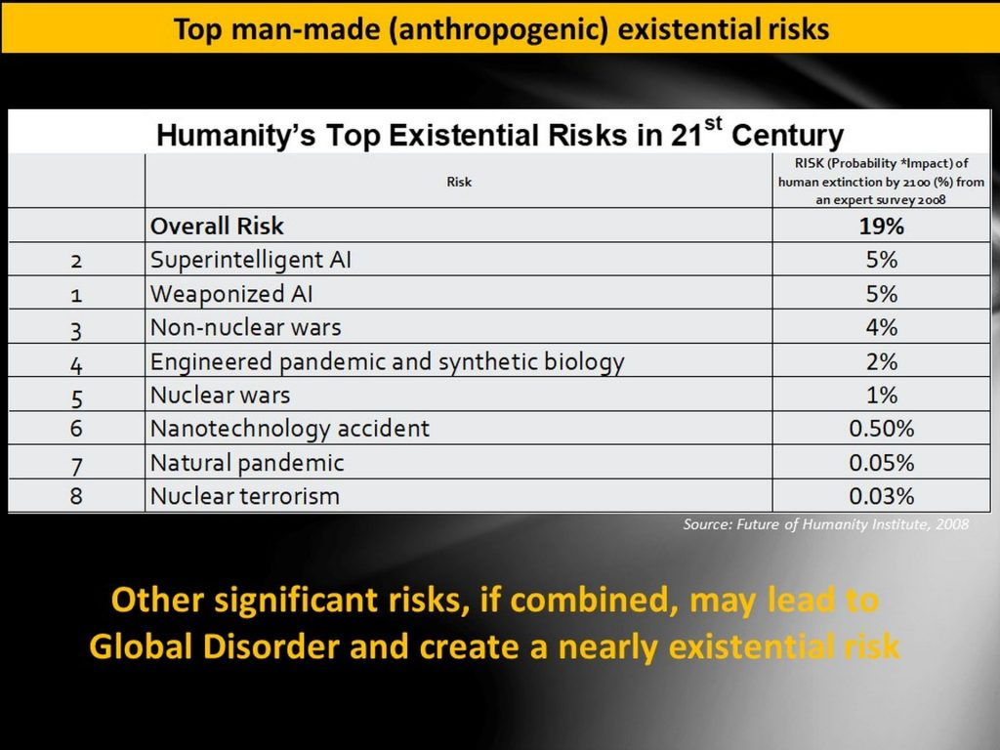 Top man-made (anthropogenic) existential risks
Humanity's Top Existential Risks in 21st Century
Risk
RISK (Probability *Impact) of
human extinction by 2100 (%) from
an expert survey 2008
Overall Risk 19%
2 Superintelligent AI 5%
1 Weaponized AI 5%
3 Non-nuclear wars 4%
4 Engineered pandemic and synthetic biology 2%
5 Nuclear wars 1%
6 Nanotechnology accident 0.50%
7 Natural pandemic 0.05%
8 Nuclear terrorism 0.03%
Source: Future of Humanity Institute, 2008
Other significant risks, if combined, may lead to
Global Disorder and create a nearly existential risk